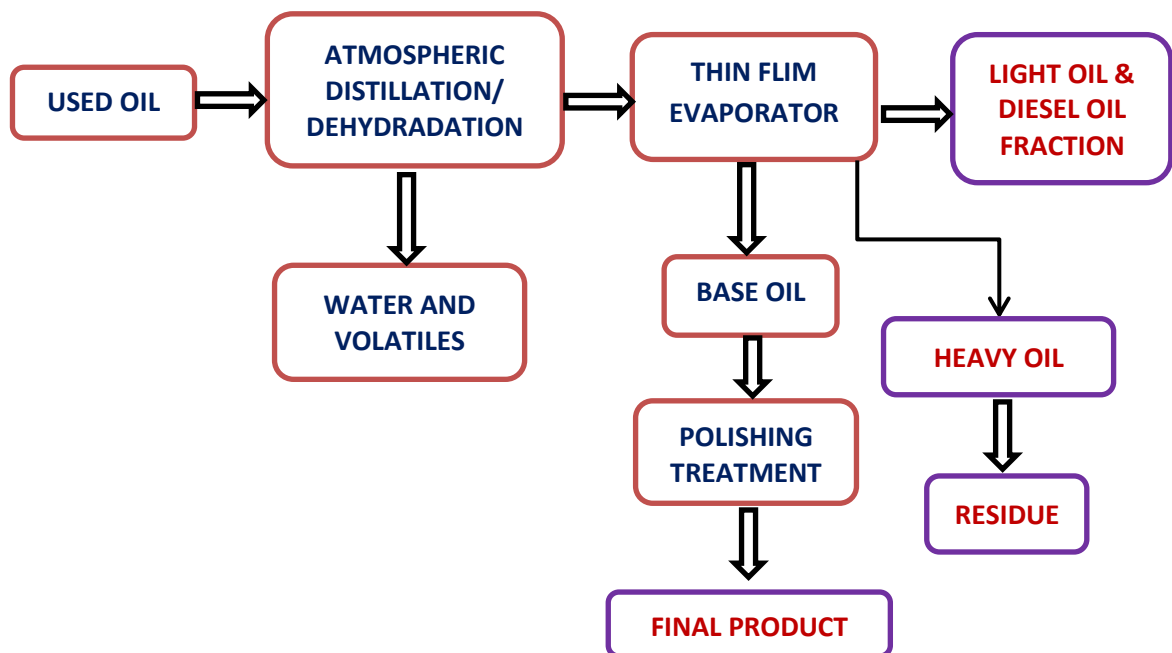 USED OIL
ATMOSPHERIC
DISTILLATION/
DEHYDRADATION
THIN FLIM
EVAPORATOR
LIGHT OIL &
DIESEL OIL
FRACTION
WATER AND
VOLATILES
BASE OIL
HEAVY OIL
POLISHING
TREATMENT
RESIDUE
FINAL PRODUCT